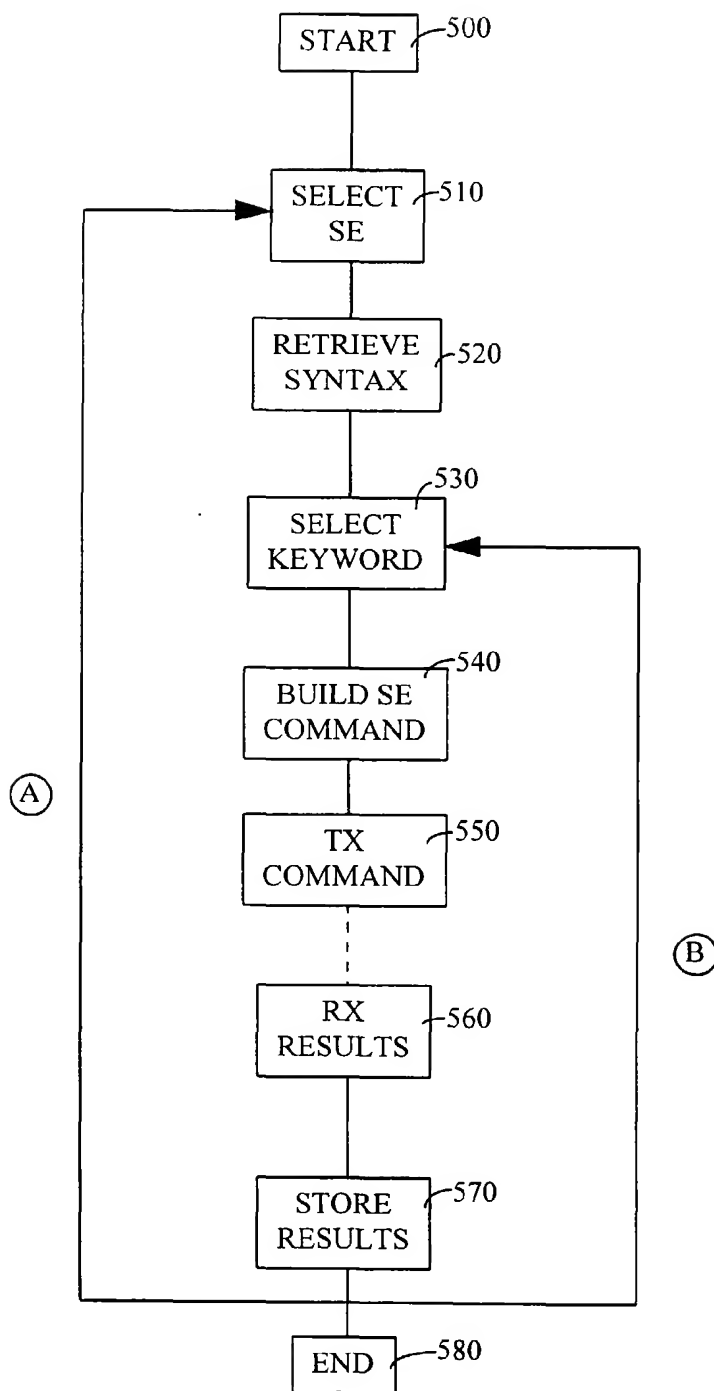 START
500
SELECT
SE
510
RETRIEVE
SYNTAX
520
SELECT
KEYWORD
530
BUILD SE
COMMAND
540
A
TX
COMMAND
550
B
RX
RESULTS
560
STORE
RESULTS
570
END
580